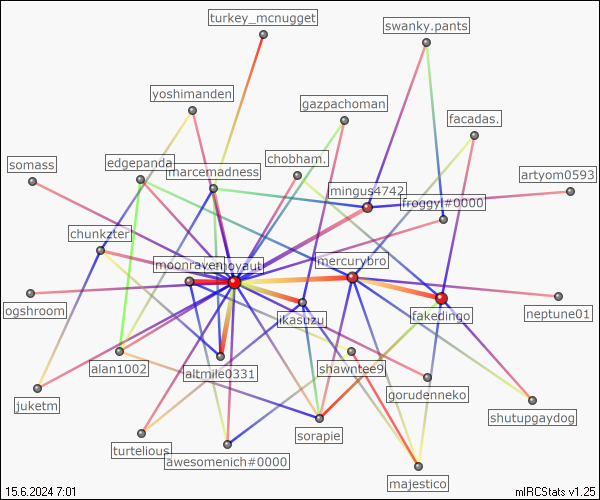 turkey_mcnugget
swanky.pants
yoshimanden
gazpachoman
facadas.
somass
edgepanda
marcemadness
chobham.
mingus4742
artyom0593
froggyl#0000
chunkzter
moonraven
mercurybro
ogshroom
ikasuzu
fakedingo
neptune01
alan1002
altmile0331
shawntee9
juketm
gorudenneko
shutupgaydog
turtelious
sorapie
awesomenich#0000
majestico
15.6.2024 7:01
mIRCStats v1.25